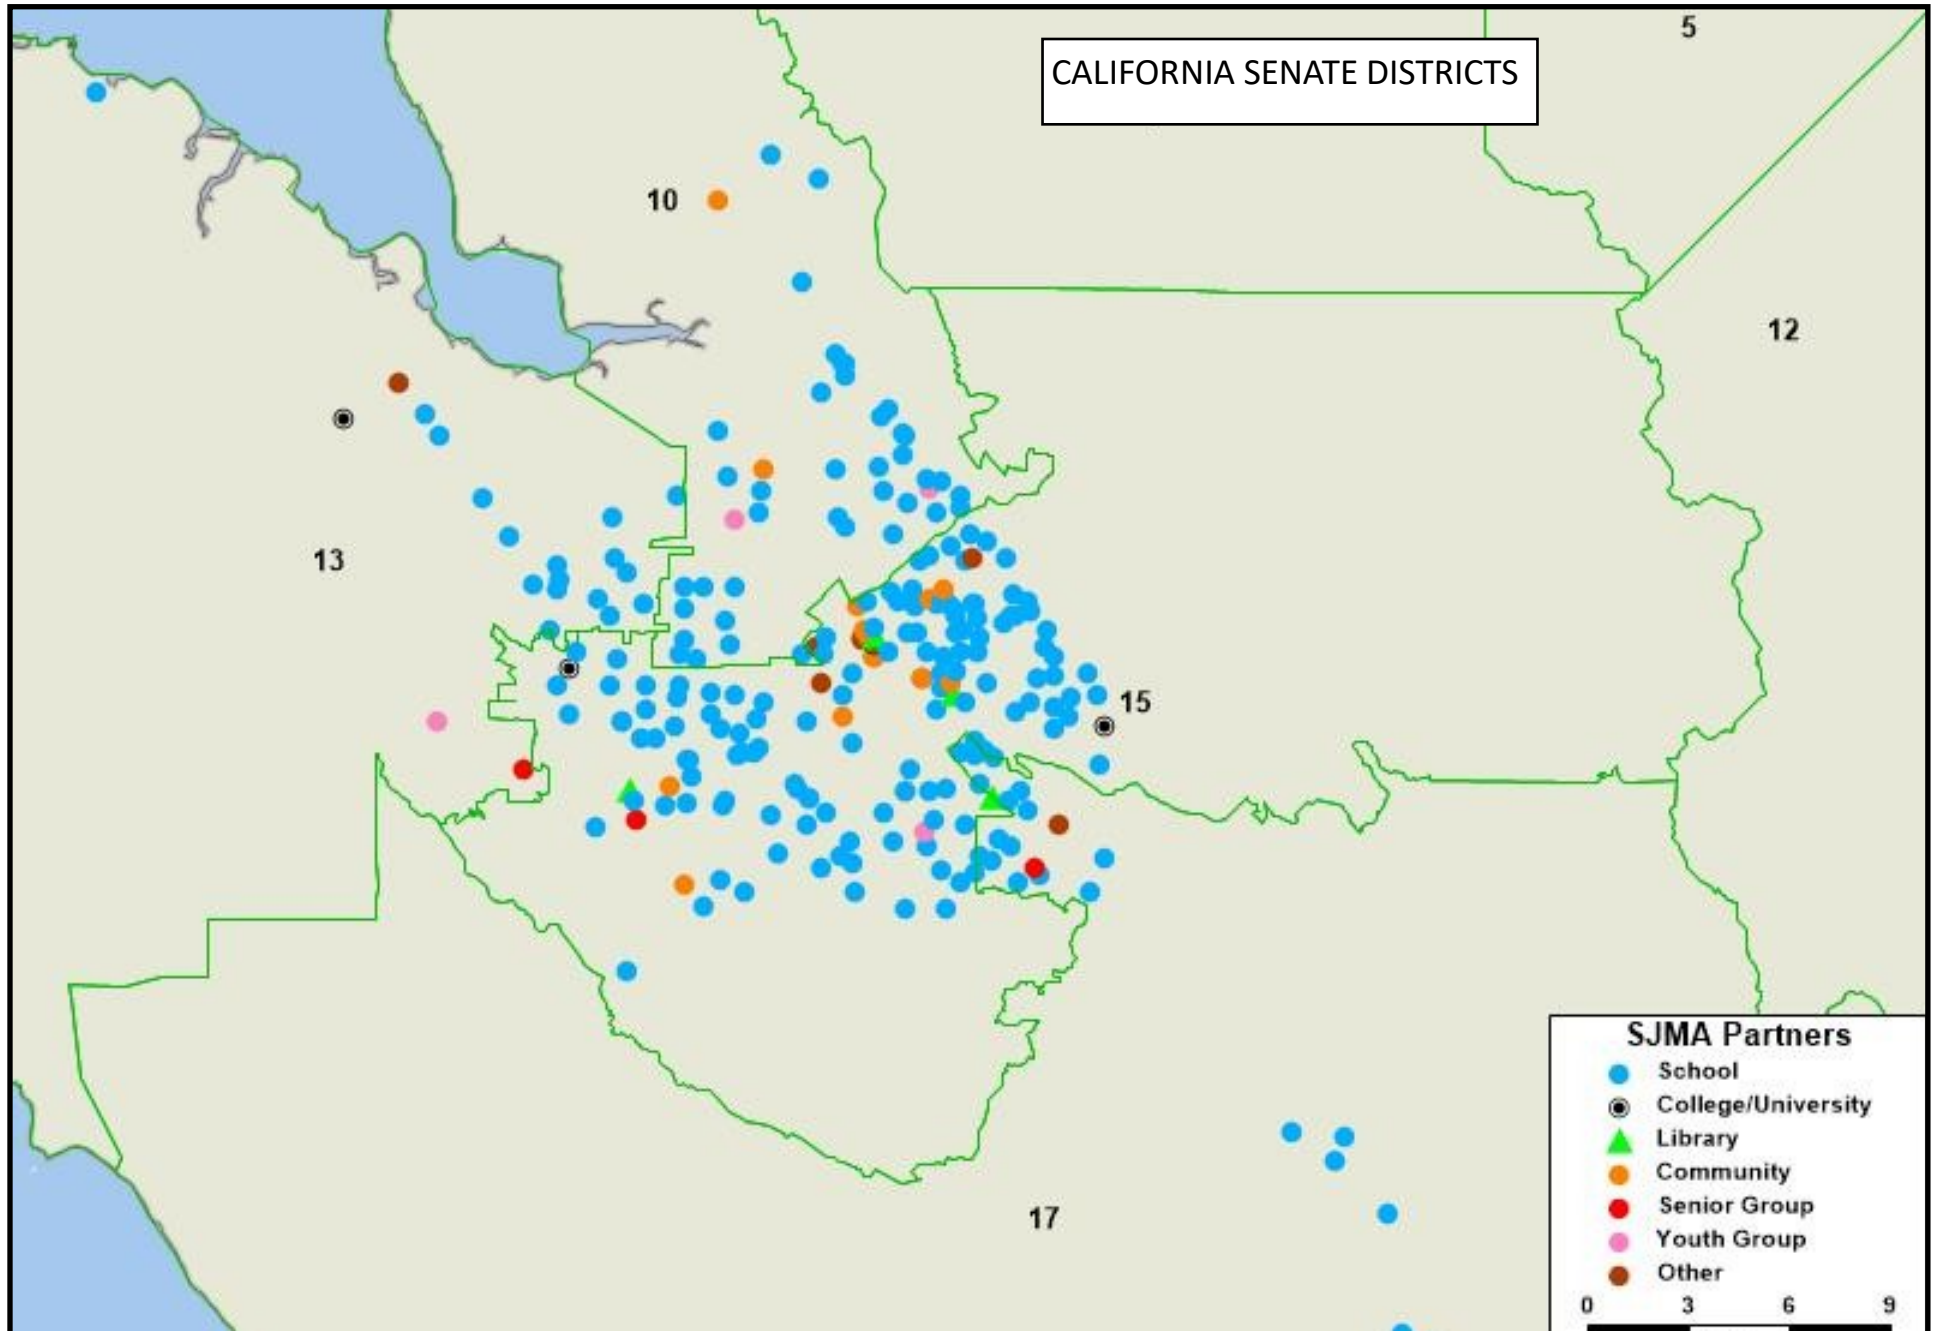 5
CALIFORNIA SENATE DISTRICTS
10
12
13
15
17
SJMA Partners
School
College/University
Library
Community
Senior Group
Youth Group
Other
0 3 6 9